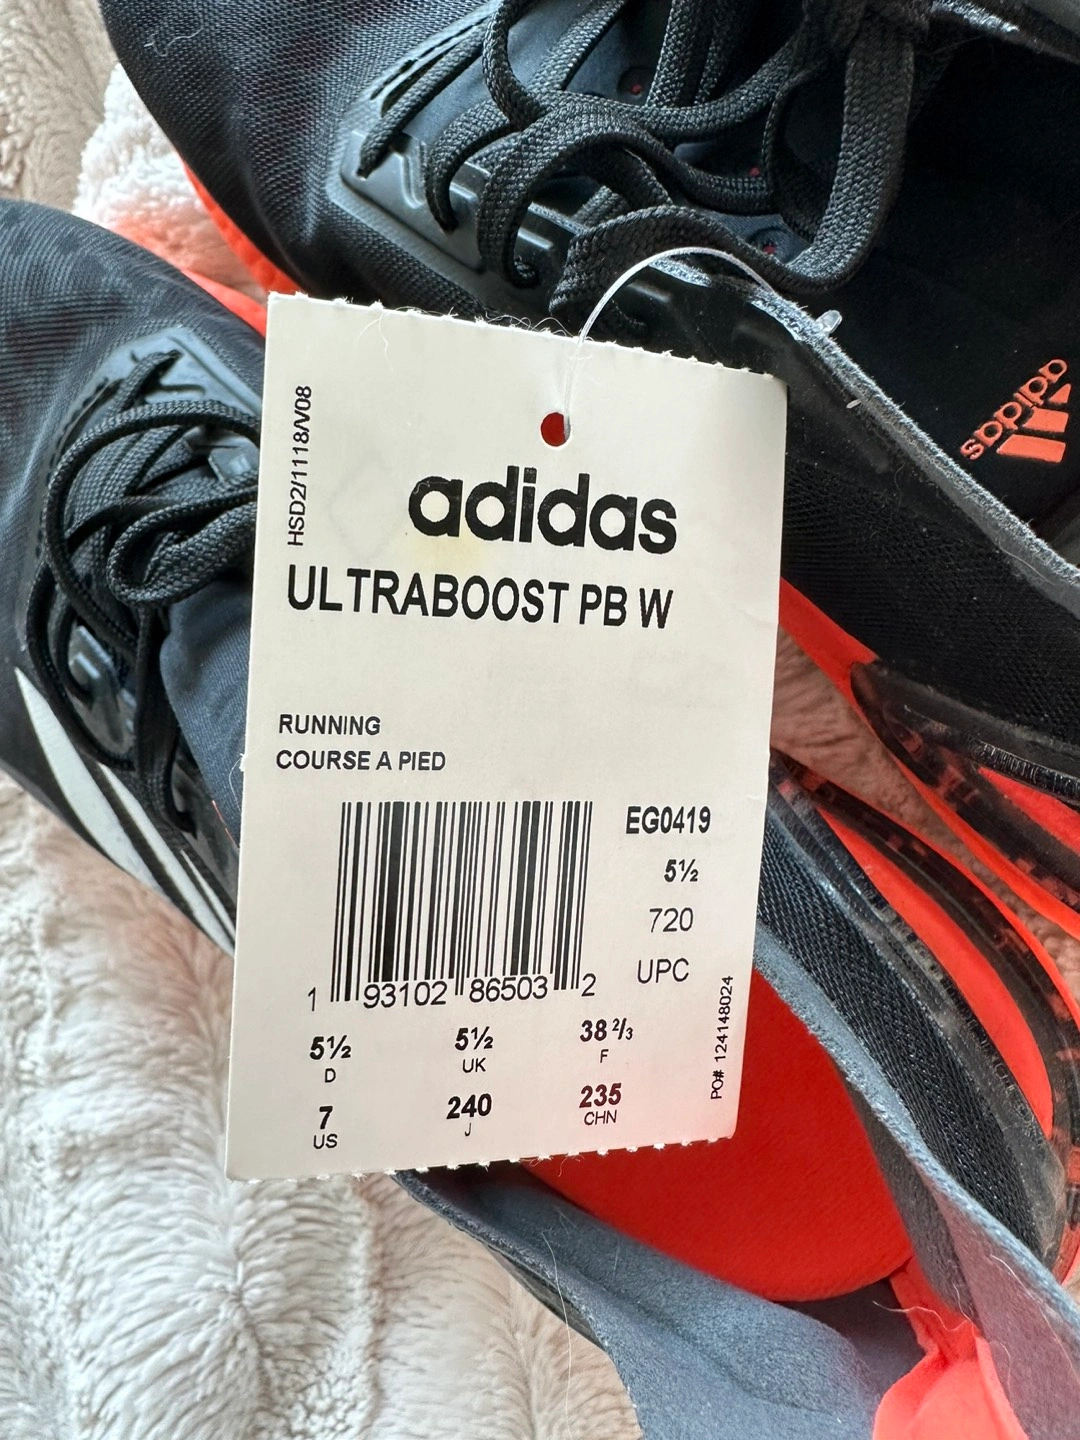 adidas
HSD2/1118/V08
adidas
ULTRABOOST PB W
RUNNING
COURSE A PIED
EG0419
5½
720
UPC
1 93102 86503 2
PO# 124148024
5½ 5½ 38 ⅔
D UK F
7 240 235
US J CHN